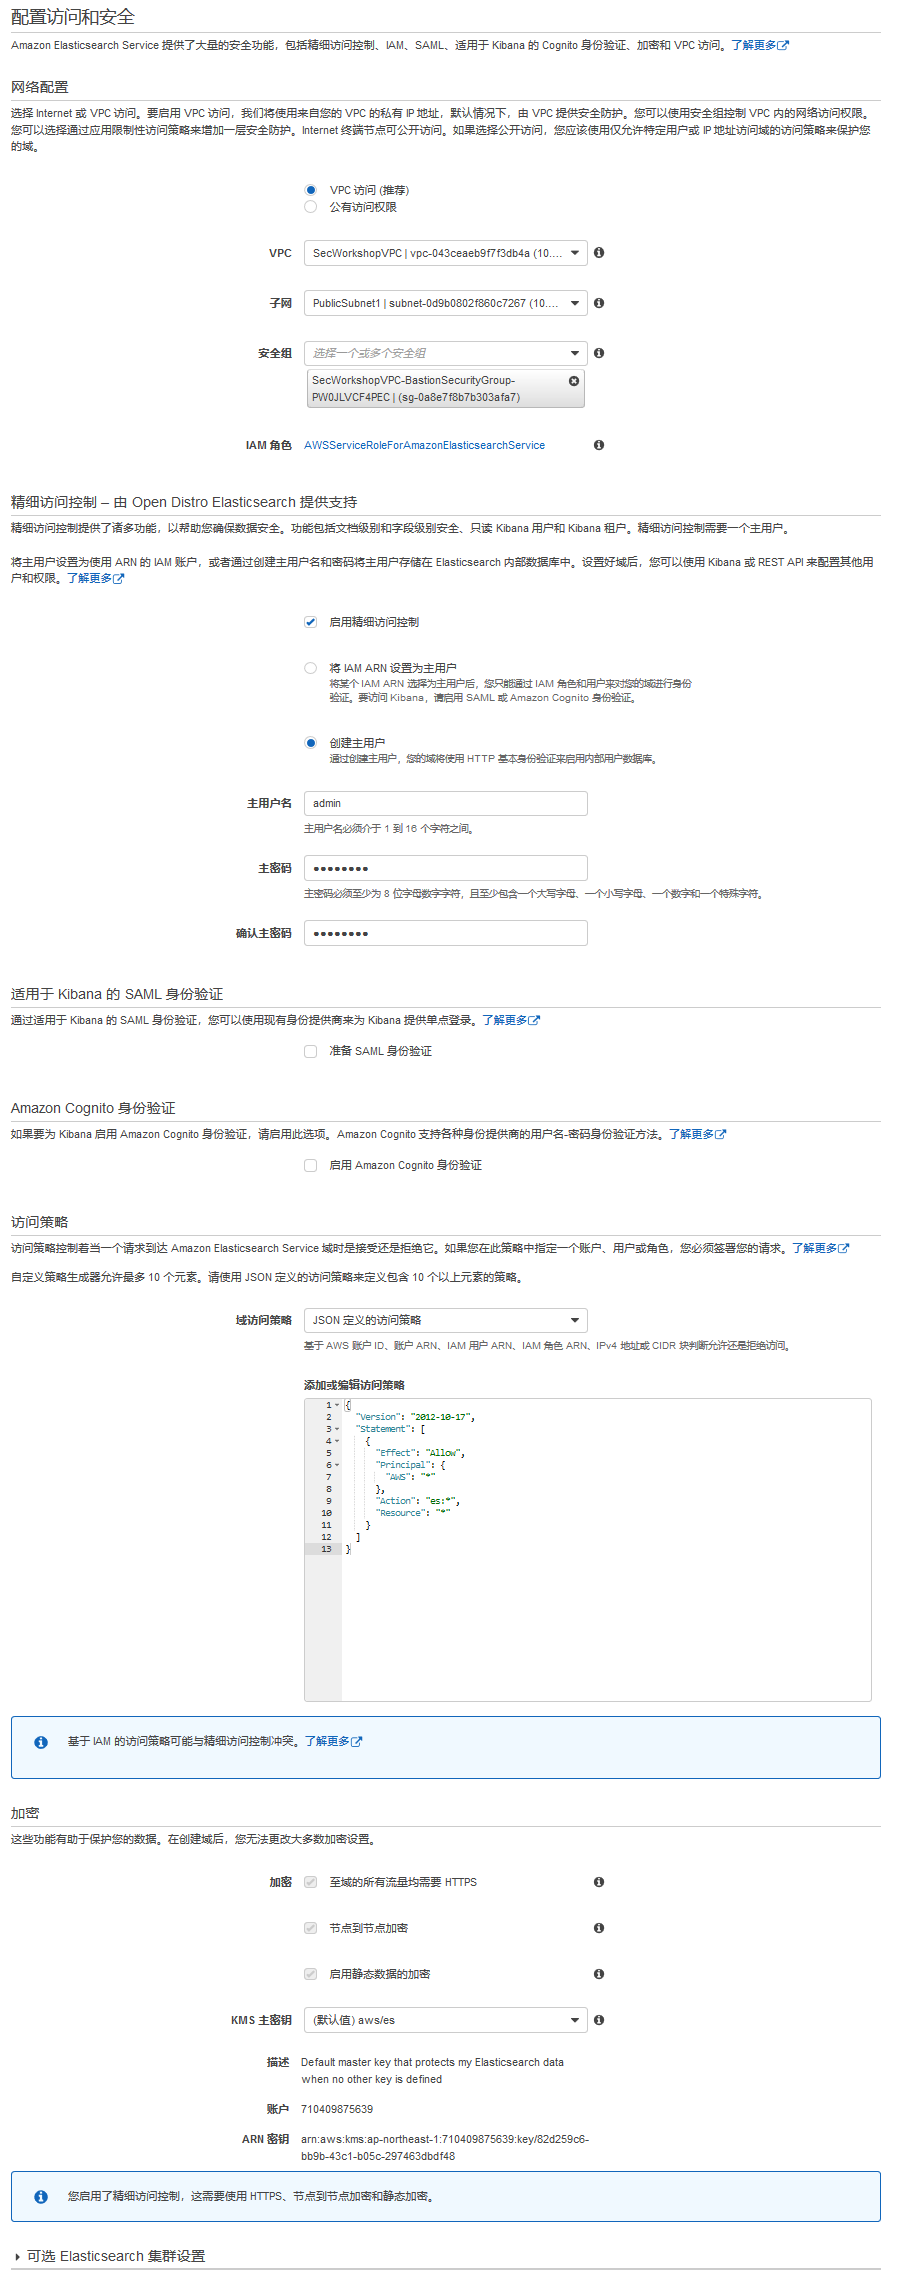 配置访问和安全
Amazon Elasticsearch Service 提供了大量的安全功能，包括精细访问控制、IAM、SAML、适用于 Kibana 的 Cognito 身份验证、加密和 VPC 访问。了解更多
网络配置
选择 Internet 或 VPC 访问。要启用 VPC 访问，我们将使用来自您的 VPC 的私有 IP 地址，默认情况下，由 VPC 提供安全防护。您可以使用安全组控制 VPC 内的网络访问权限。
您可以选择通过应用限制性访问策略来增加一层安全防护。Internet 终端节点可公开访问。如果选择公开访问，您应该使用仅允许特定用户或 IP 地址访问域的访问策略来保护您
的域。
VPC 访问 (推荐)
公有访问权限
VPC SecWorkshopVPC | vpc-043ceaeb9f7f3db4a (10....
子网 PublicSubnet1 | subnet-0d9b0802f860c7267 (10....
安全组 选择一个或多个安全组
SecWorkshopVPC-BastionSecurityGroup-
PW0JLVCF4PEC | (sg-0a8e7f8b7b303afa7)
IAM 角色 AWSServiceRoleForAmazonElasticsearchService
精细访问控制 – 由 Open Distro Elasticsearch 提供支持
精细访问控制提供了诸多功能，以帮助您确保数据安全。功能包括文档级别和字段级别安全、只读 Kibana 用户和 Kibana 租户。精细访问控制需要一个主用户。
将主用户设置为使用 ARN 的 IAM 账户，或者通过创建主用户名和密码将主用户存储在 Elasticsearch 内部数据库中。设置好域后，您可以使用 Kibana 或 REST API 来配置其他用
户和权限。了解更多
启用精细访问控制
将 IAM ARN 设置为主用户
将某个 IAM ARN 选择为主用户后，您只能通过 IAM 角色和用户来对您的域进行身份
验证。要访问 Kibana，请启用 SAML 或 Amazon Cognito 身份验证。
创建主用户
通过创建主用户，您的域将使用 HTTP 基本身份验证来启用内部用户数据库。
主用户名 admin
主用户名必须介于 1 到 16 个字符之间。
主密码 ●●●●●●●●
主密码必须至少为 8 位字母数字字符，且至少包含一个大写字母、一个小写字母、一个数字和一个特殊字符。
确认主密码 ●●●●●●●●
适用于 Kibana 的 SAML 身份验证
通过适用于 Kibana 的 SAML 身份验证，您可以使用现有身份提供商来为 Kibana 提供单点登录。了解更多
准备 SAML 身份验证
Amazon Cognito 身份验证
如果要为 Kibana 启用 Amazon Cognito 身份验证，请启用此选项。Amazon Cognito 支持各种身份提供商的用户名-密码身份验证方法。了解更多
启用 Amazon Cognito 身份验证
访问策略
访问策略控制着当一个请求到达 Amazon Elasticsearch Service 域时是接受还是拒绝它。如果您在此策略中指定一个账户、用户或角色，您必须签署您的请求。了解更多
自定义策略生成器允许最多 10 个元素。请使用 JSON 定义的访问策略来定义包含 10 个以上元素的策略。
域访问策略 JSON 定义的访问策略
基于 AWS 账户 ID、账户 ARN、IAM 用户 ARN、IAM 角色 ARN、IPv4 地址或 CIDR 块判断允许还是拒绝访问。
添加或编辑访问策略
1 {
2 "Version": "2012-10-17",
3 "Statement": [
4 {
5 "Effect": "Allow",
6 "Principal": {
7 "AWS": "*"
8 },
9 "Action": "es:*",
10 "Resource": "*"
11 }
12 ]
13 }
基于 IAM 的访问策略可能与精细访问控制冲突。了解更多
加密
这些功能有助于保护您的数据。在创建域后，您无法更改大多数加密设置。
加密 至域的所有流量均需要 HTTPS
节点到节点加密
启用静态数据的加密
KMS 主密钥 (默认值) aws/es
描述 Default master key that protects my Elasticsearch data
when no other key is defined
账户 710409875639
ARN 密钥 arn:aws:kms:ap-northeast-1:710409875639:key/82d259c6-
bb9b-43c1-b05c-297463dbdf48
您启用了精细访问控制，这需要使用 HTTPS、节点到节点加密和静态加密。
可选 Elasticsearch 集群设置